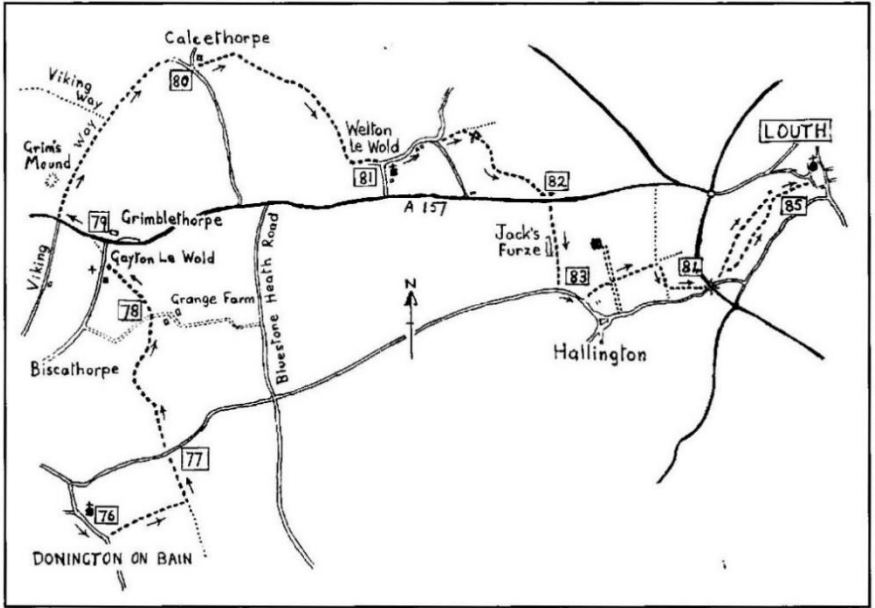 Calcethorpe
80
Viking
Way
Way
Grim's
Mound
Welton
Le Wold
81
82
LOUTH
85
A 157
79
Grimblethorpe
Viking
Gayton Le Wold
Jack's
Furze
83
84
78
Grange Farm
Bluestone Heath Road
N
Hallington
Biscathorpe
77
76
DONINGTON ON BAIN